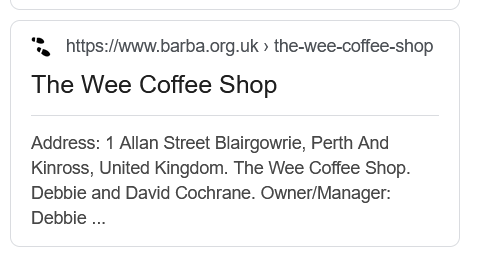 https://www.barba.org.uk › the-wee-coffee-shop
The Wee Coffee Shop
Address: 1 Allan Street Blairgowrie, Perth And
Kinross, United Kingdom. The Wee Coffee Shop.
Debbie and David Cochrane. Owner/Manager:
Debbie ...